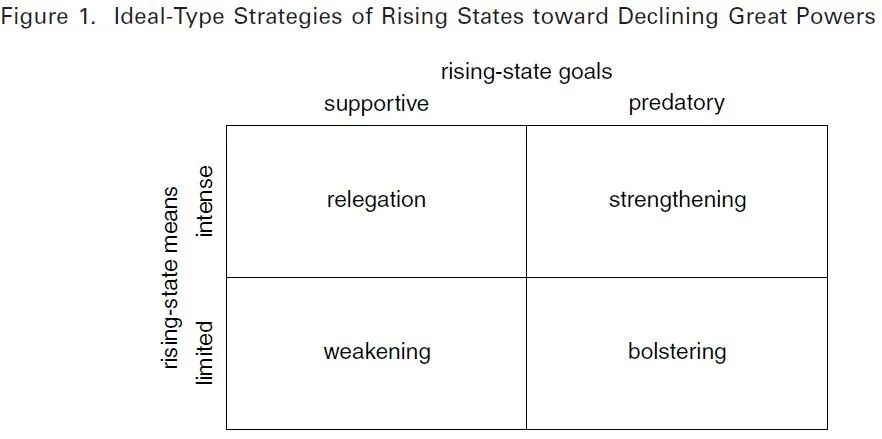 Figure 1. Ideal-Type Strategies of Rising States toward Declining Great Powers
rising-state goals
supportive predatory
rising-state means
intense
relegation strengthening
limited
weakening bolstering